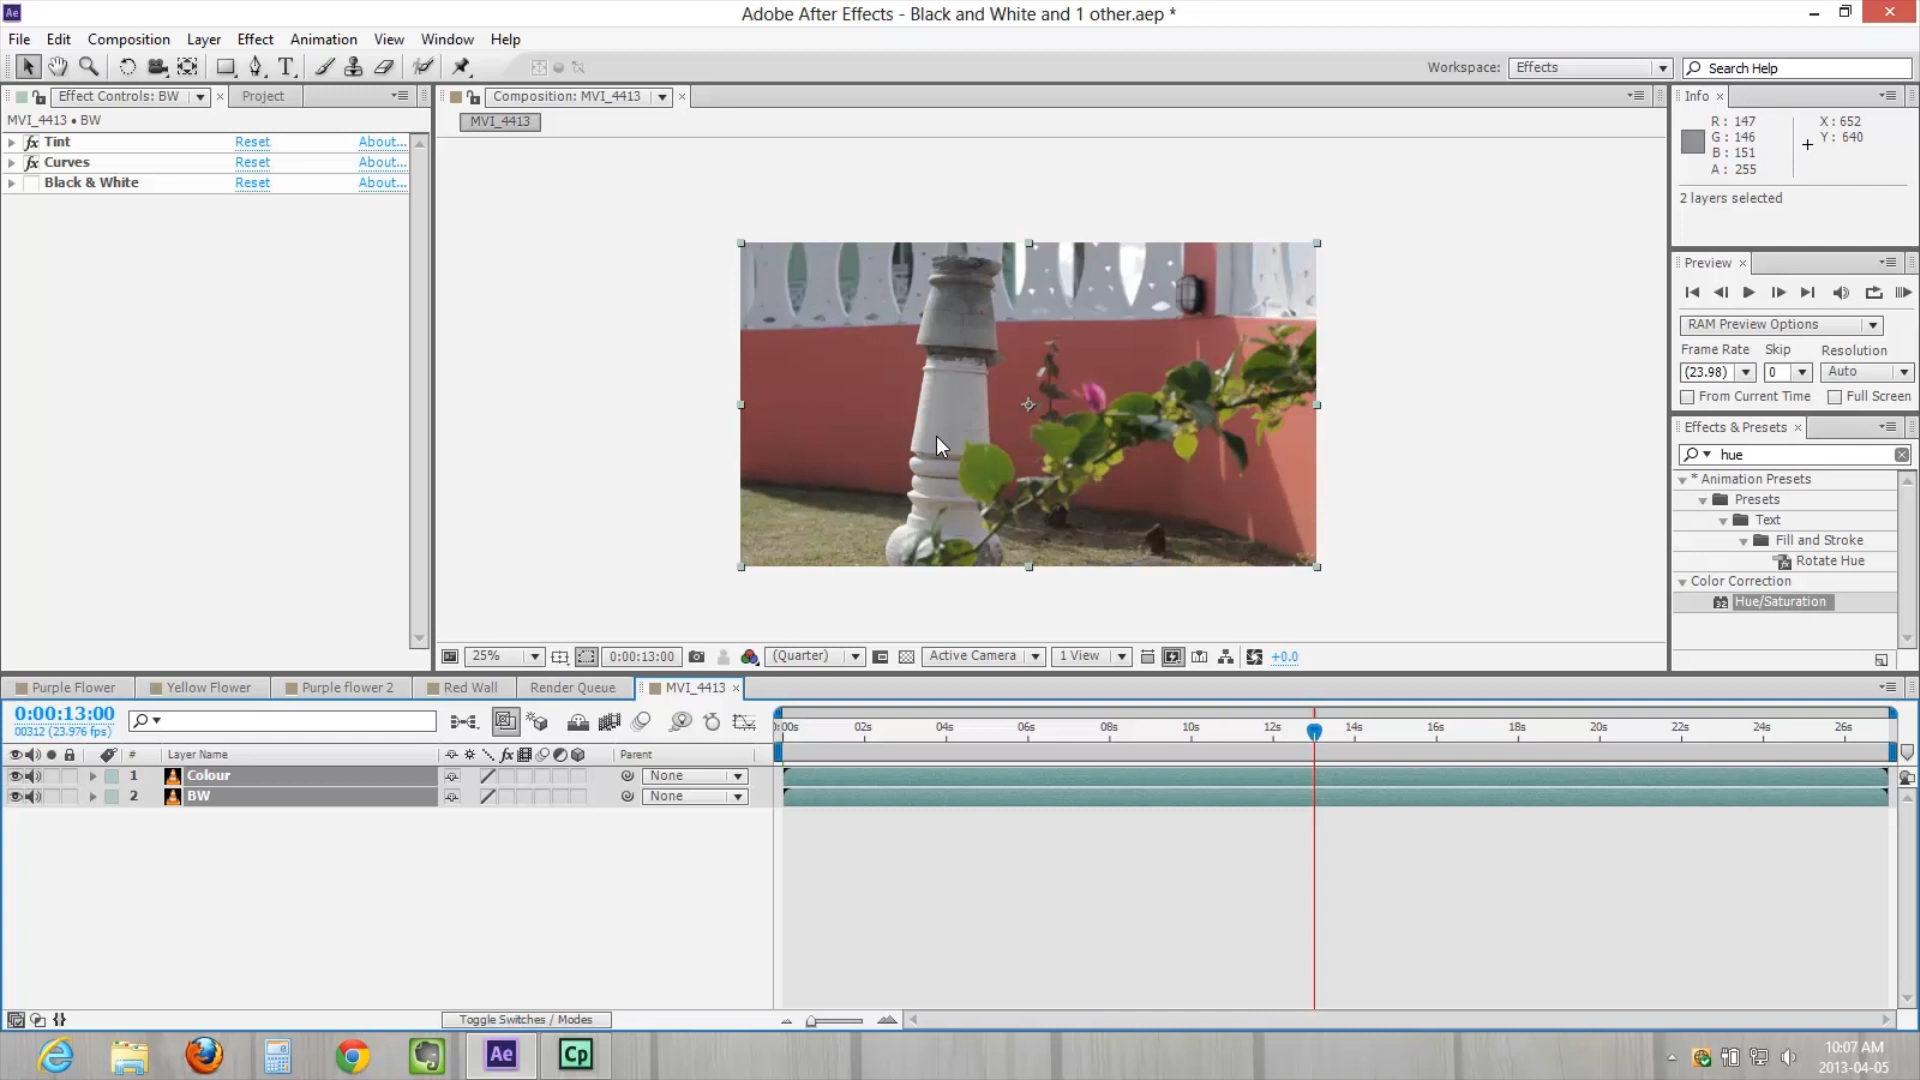 Ae
Adobe After Effects - Black and White and 1 other.aep *
File Edit Composition Layer Effect Animation View Window Help
T
Workspace: Effects
Search Help
Effect Controls: BW
Project
MVI_4413 • BW
fx Tint Reset About...
fx Curves Reset About...
Black & White Reset About...
Composition: MVI_4413
MVI_4413
25%
0:00:13:00
(Quarter)
Active Camera
1 View
+0.0
Info
R : 147
G : 146
B : 151
A : 255
X : 652
Y : 640
2 layers selected
Preview
RAM Preview Options
Frame Rate Skip Resolution
(23.98) 0 Auto
From Current Time Full Screen
Effects & Presets
hue
* Animation Presets
Presets
Text
Fill and Stroke
Rotate Hue
Color Correction
32 Hue/Saturation
Purple Flower Yellow Flower Purple flower 2 Red Wall Render Queue MVI_4413
0:00:13:00
00312 (23.976 fps)
):00s 02s 04s 06s 08s 10s 12s 14s 16s 18s 20s 22s 24s 26s
# Layer Name fx Parent
1 Colour None
2 BW None
Toggle Switches / Modes
Ae
Cp
10:07 AM
2013-04-05